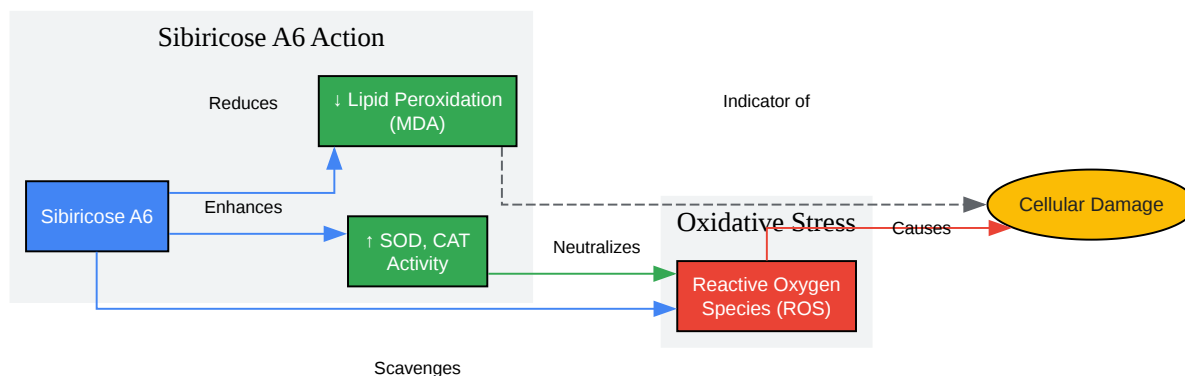 Sibiricose A6 Action
Reduces
↓ Lipid Peroxidation
(MDA)
Indicator of
Sibiricose A6
Enhances
↑ SOD, CAT
Activity
Neutralizes
Oxidative Stress
Causes
Cellular Damage
Reactive Oxygen
Species (ROS)
Scavenges